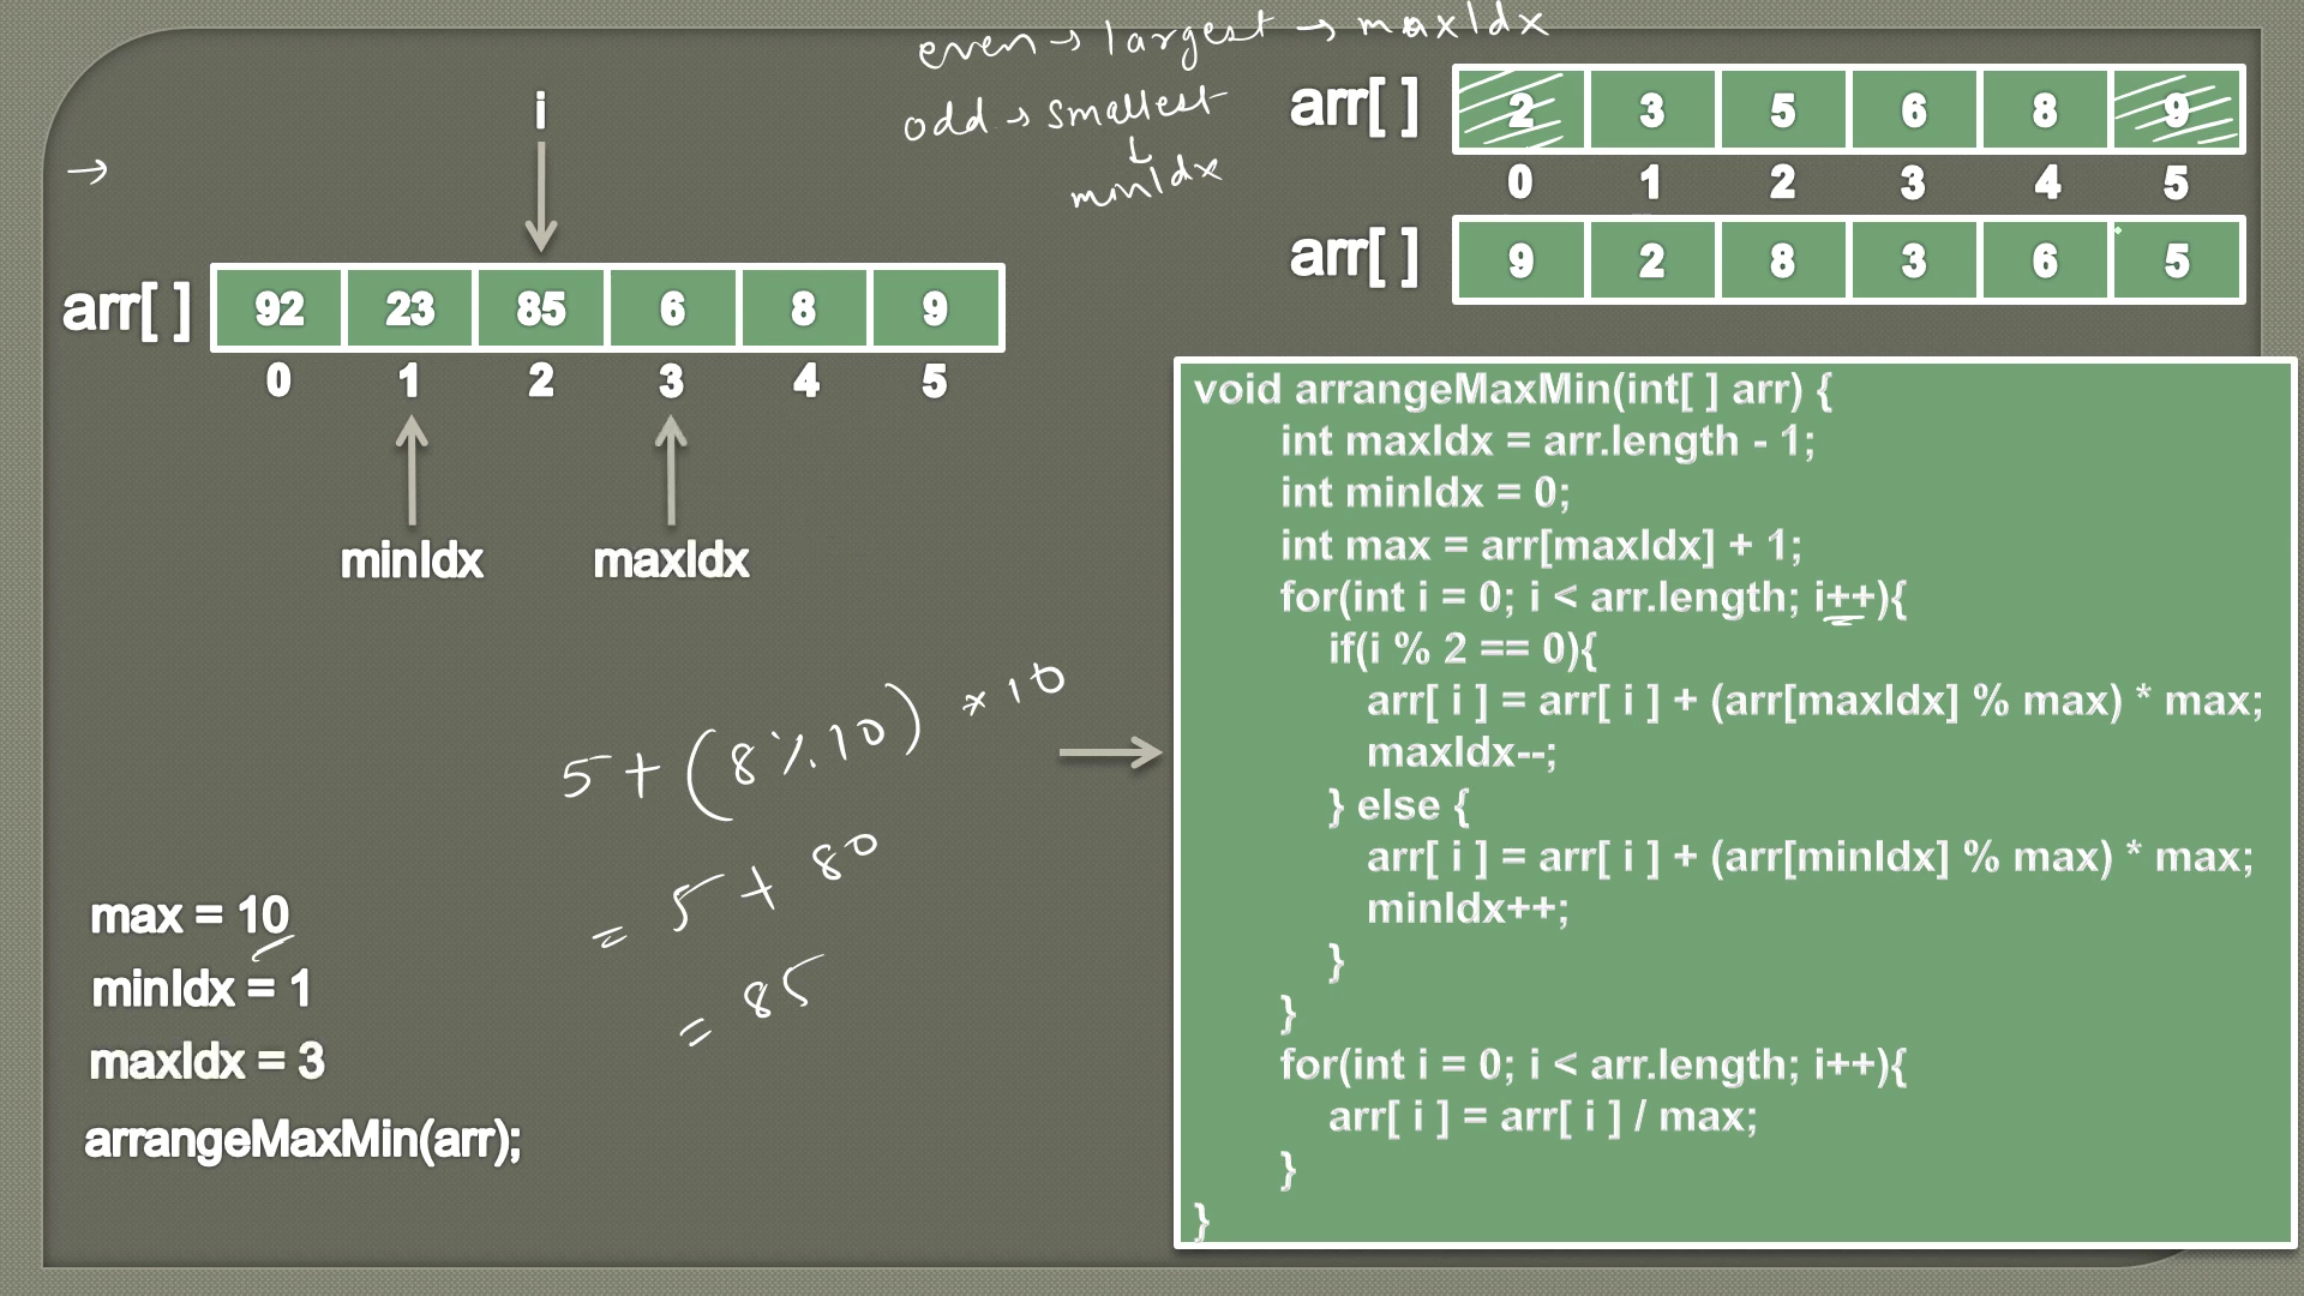 even → largest → maxIdx
odd → smallest
↓
minIdx
→
i
arr[ ] 92 23 85 6 8 9
0 1 2 3 4 5
minIdx maxIdx
arr[ ] 2 3 5 6 8 9
0 1 2 3 4 5
arr[ ] 9 2 8 3 6 5
5 + (8 % 10) * 10
= 5 + 80
= 85
max = 10
minIdx = 1
maxIdx = 3
arrangeMaxMin(arr);
void arrangeMaxMin(int[ ] arr) {
int maxIdx = arr.length - 1;
int minIdx = 0;
int max = arr[maxIdx] + 1;
for(int i = 0; i < arr.length; i++){
if(i % 2 == 0){
arr[ i ] = arr[ i ] + (arr[maxIdx] % max) * max;
maxIdx--;
} else {
arr[ i ] = arr[ i ] + (arr[minIdx] % max) * max;
minIdx++;
}
}
for(int i = 0; i < arr.length; i++){
arr[ i ] = arr[ i ] / max;
}
}